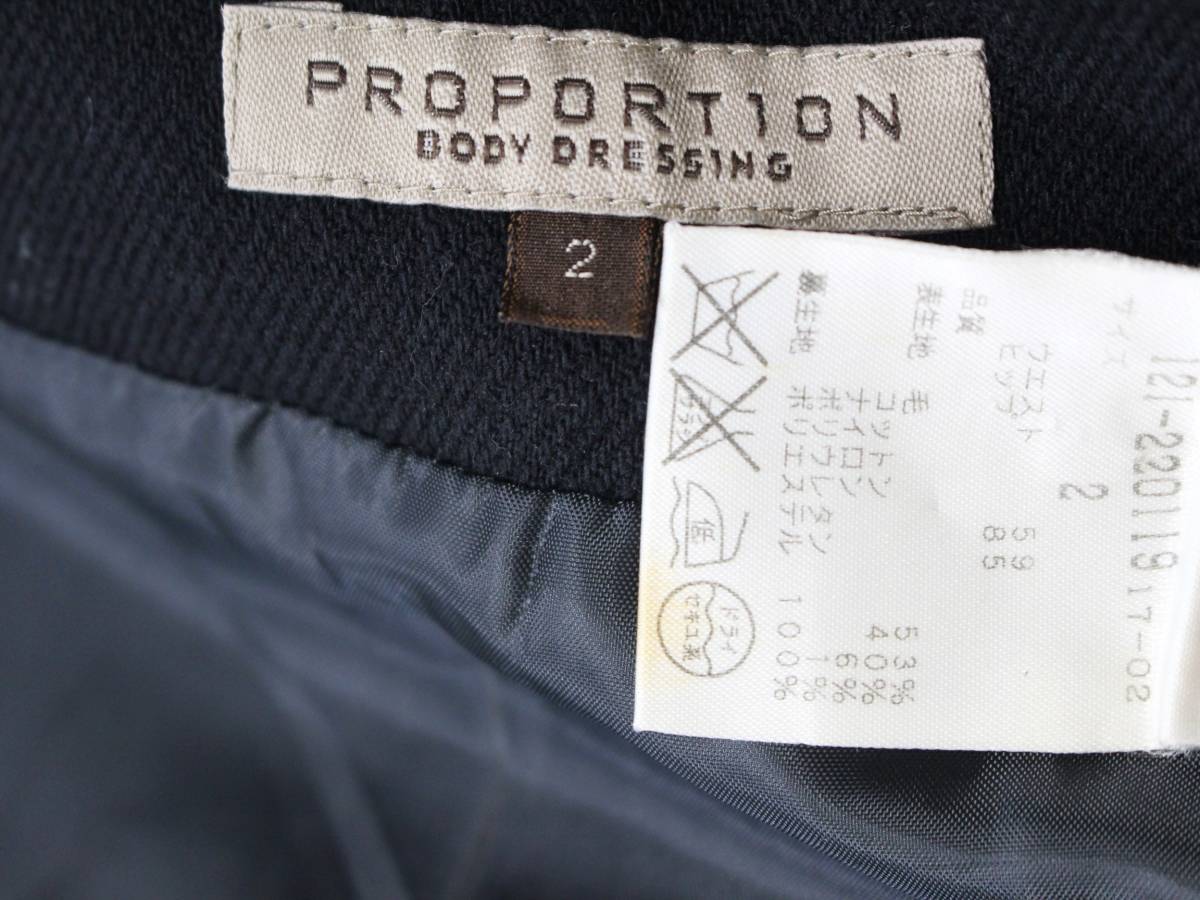 PROPORTION
BODY DRESSING
2
121-2201191 7-02
サイズ 2
ウエスト 59
ヒップ 85
品質
表生地 毛 53%
コットン 40%
ナイロン 6%
ポリウレタン 1%
裏生地 ポリエステル 100%
低
ドライ
セキユ系